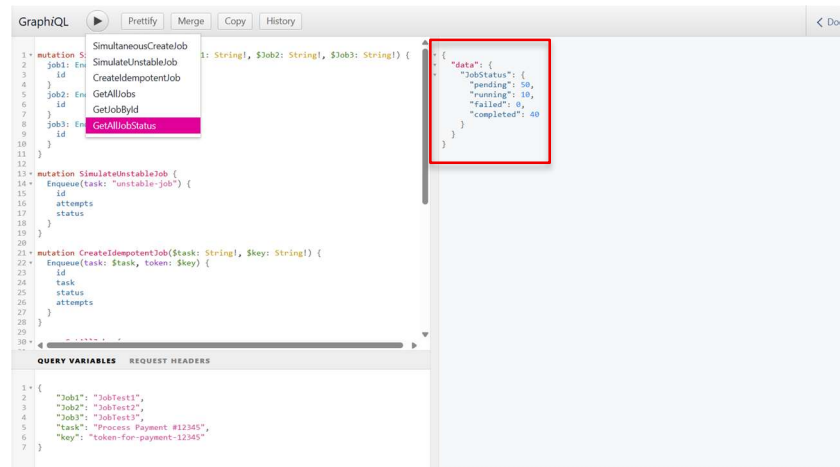 GraphiQL
Prettify
Merge
Copy
History
< Do
SimultaneousCreateJob
SimulateUnstableJob
CreateIdempotentJob
GetAllJobs
GetJobById
GetAllJobStatus
1 mutation S 1: String!, $Job2: String!, $Job3: String!) {
2 job1: En
3 id
4 }
5 job2: En
6 id
7 }
8 job3: En
9 id
10 }
11 }
12
13 mutation SimulateUnstableJob {
14 Enqueue(task: "unstable-job") {
15 id
16 attempts
17 status
18 }
19 }
20
21 mutation CreateIdempotentJob($task: String!, $key: String!) {
22 Enqueue(task: $task, token: $key) {
23 id
24 task
25 status
26 attempts
27 }
28 }
29
30
{
"data": {
"JobStatus": {
"pending": 50,
"running": 10,
"failed": 0,
"completed": 40
}
}
}
QUERY VARIABLES REQUEST HEADERS
1 {
2 "Job1": "JobTest1",
3 "Job2": "JobTest2",
4 "Job3": "JobTest3",
5 "task": "Process Payment #12345",
6 "key": "token-for-payment-12345"
7 }